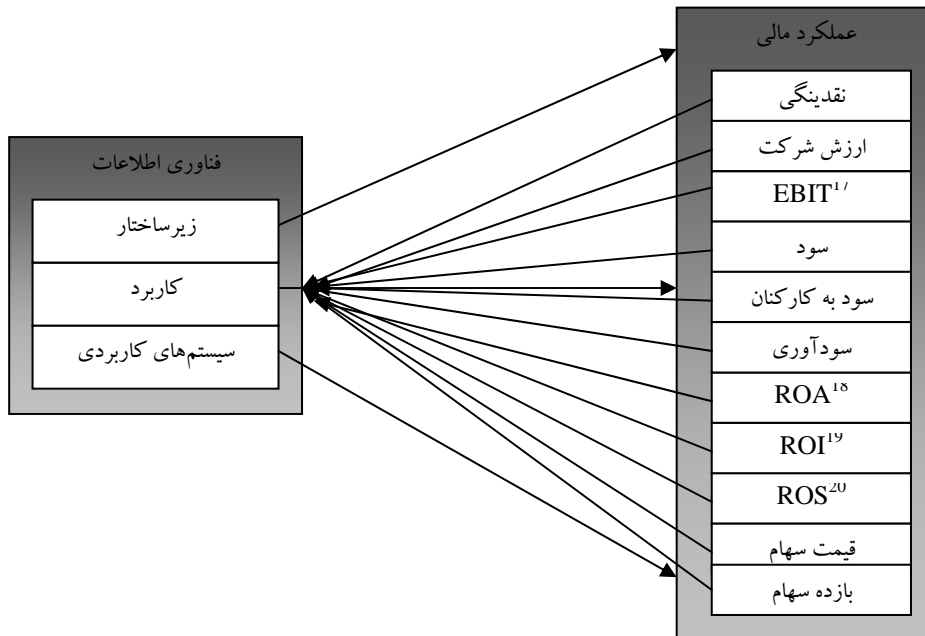 عملکرد مالی
نقدینگی
ارزش شرکت
EBIT17
سود
سود به کارکنان
سودآوری
ROA18
ROI19
ROS20
قیمت سهام
بازده سهام
فناوری اطلاعات
زیرساختار
کاربرد
سیستم‌های کاربردی